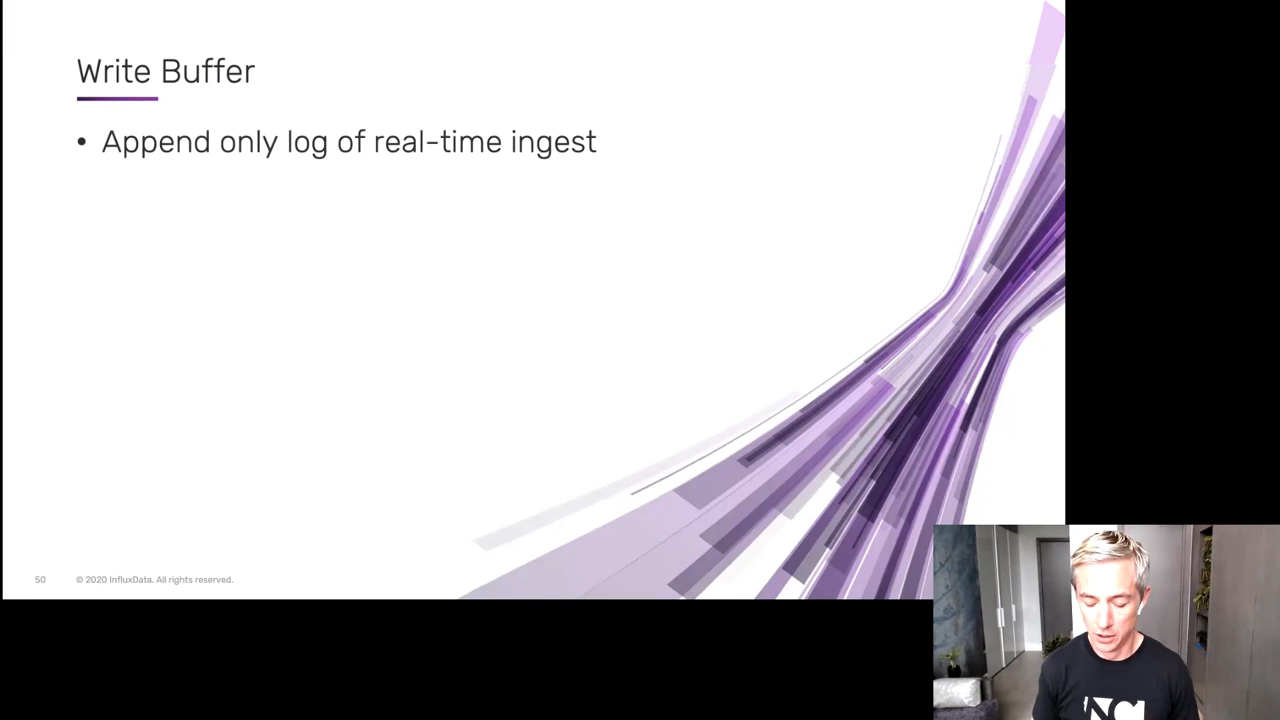 Write Buffer
• Append only log of real-time ingest
50 © 2020 InfluxData. All rights reserved.